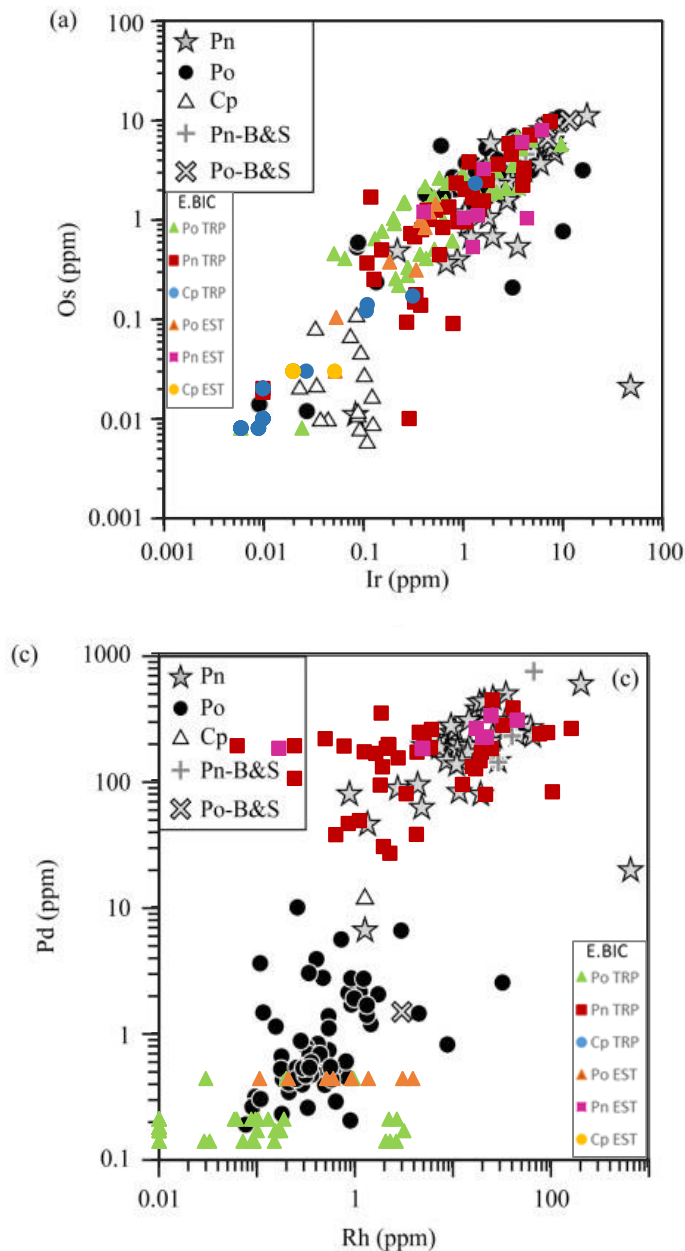 (a)
100
10
1
0.1
0.01
0.001
Os (ppm)
Pn
Po
Cp
Pn-B&S
Po-B&S
E.BIC
Po TRP
Pn TRP
Cp TRP
Po EST
Pn EST
Cp EST
0.001 0.01 0.1 1 10 100
Ir (ppm)
(c)
(c)
1000
100
10
1
0.1
Pd (ppm)
Pn
Po
Cp
Pn-B&S
Po-B&S
E.BIC
Po TRP
Pn TRP
Cp TRP
Po EST
Pn EST
Cp EST
0.01 1 100
Rh (ppm)